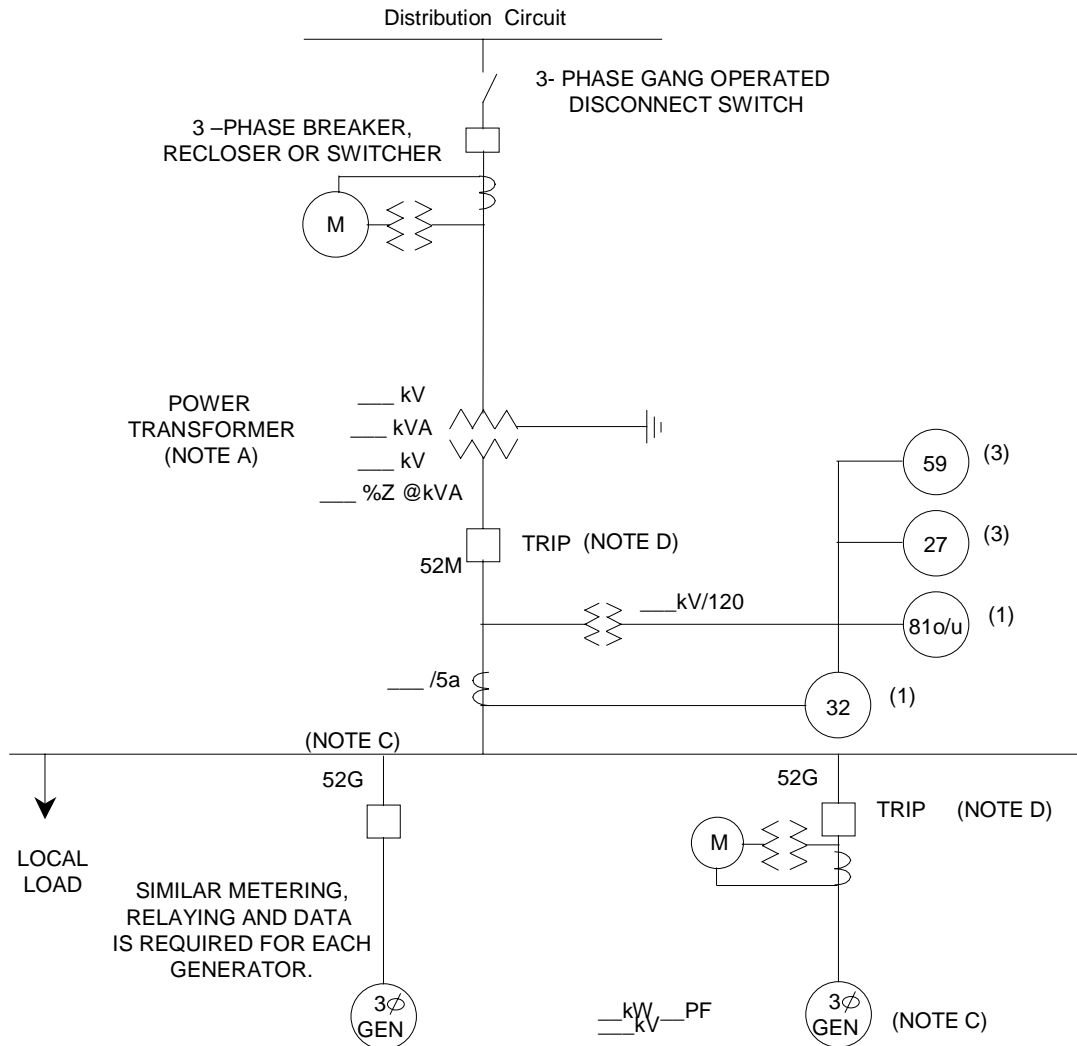 Distribution Circuit
3- PHASE GANG OPERATED
DISCONNECT SWITCH
3 –PHASE BREAKER,
RECLOSER OR SWITCHER
M
POWER
TRANSFORMER
(NOTE A)
___ kV
___ kVA
___ kV
___ %Z @kVA
59 (3)
27 (3)
TRIP (NOTE D)
52M
___kV/120
81o/u (1)
___ /5a
32 (1)
(NOTE C)
52G
52G
TRIP (NOTE D)
M
LOCAL
LOAD
SIMILAR METERING,
RELAYING AND DATA
IS REQUIRED FOR EACH
GENERATOR.
3ϕ
GEN
__kW __PF
___kV
3ϕ
GEN
(NOTE C)